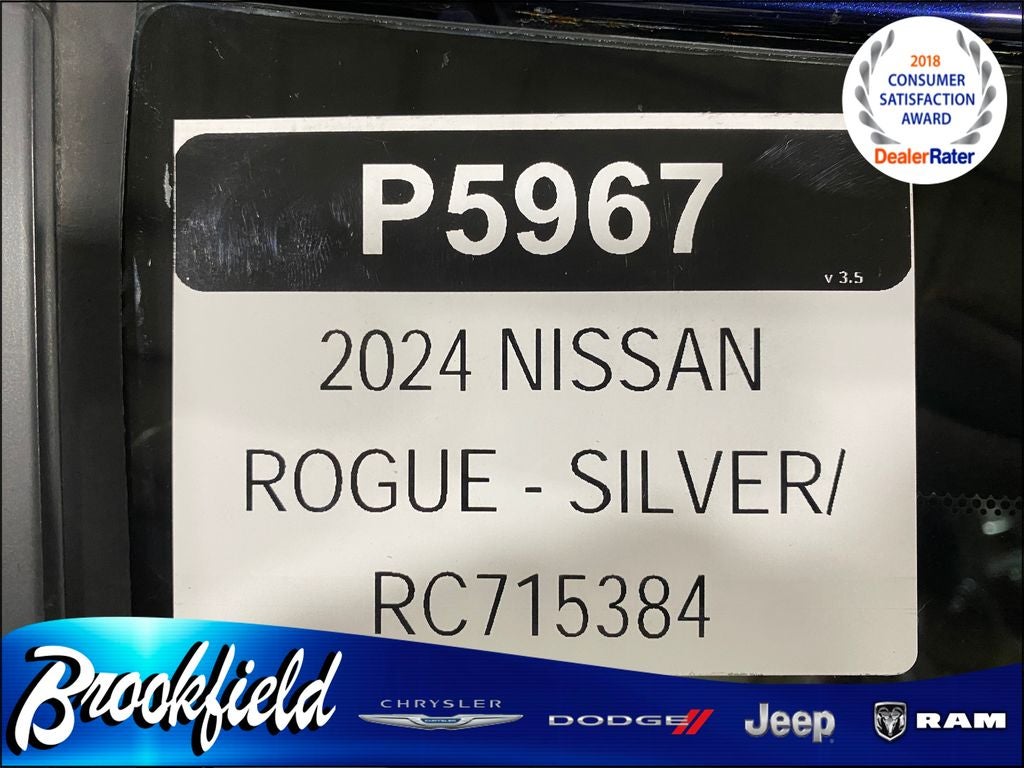 2018
CONSUMER
SATISFACTION
AWARD
DealerRater
P5967
v 3.5
2024 NISSAN
ROGUE - SILVER/
RC715384
Brookfield
CHRYSLER
DODGE
Jeep
RAM